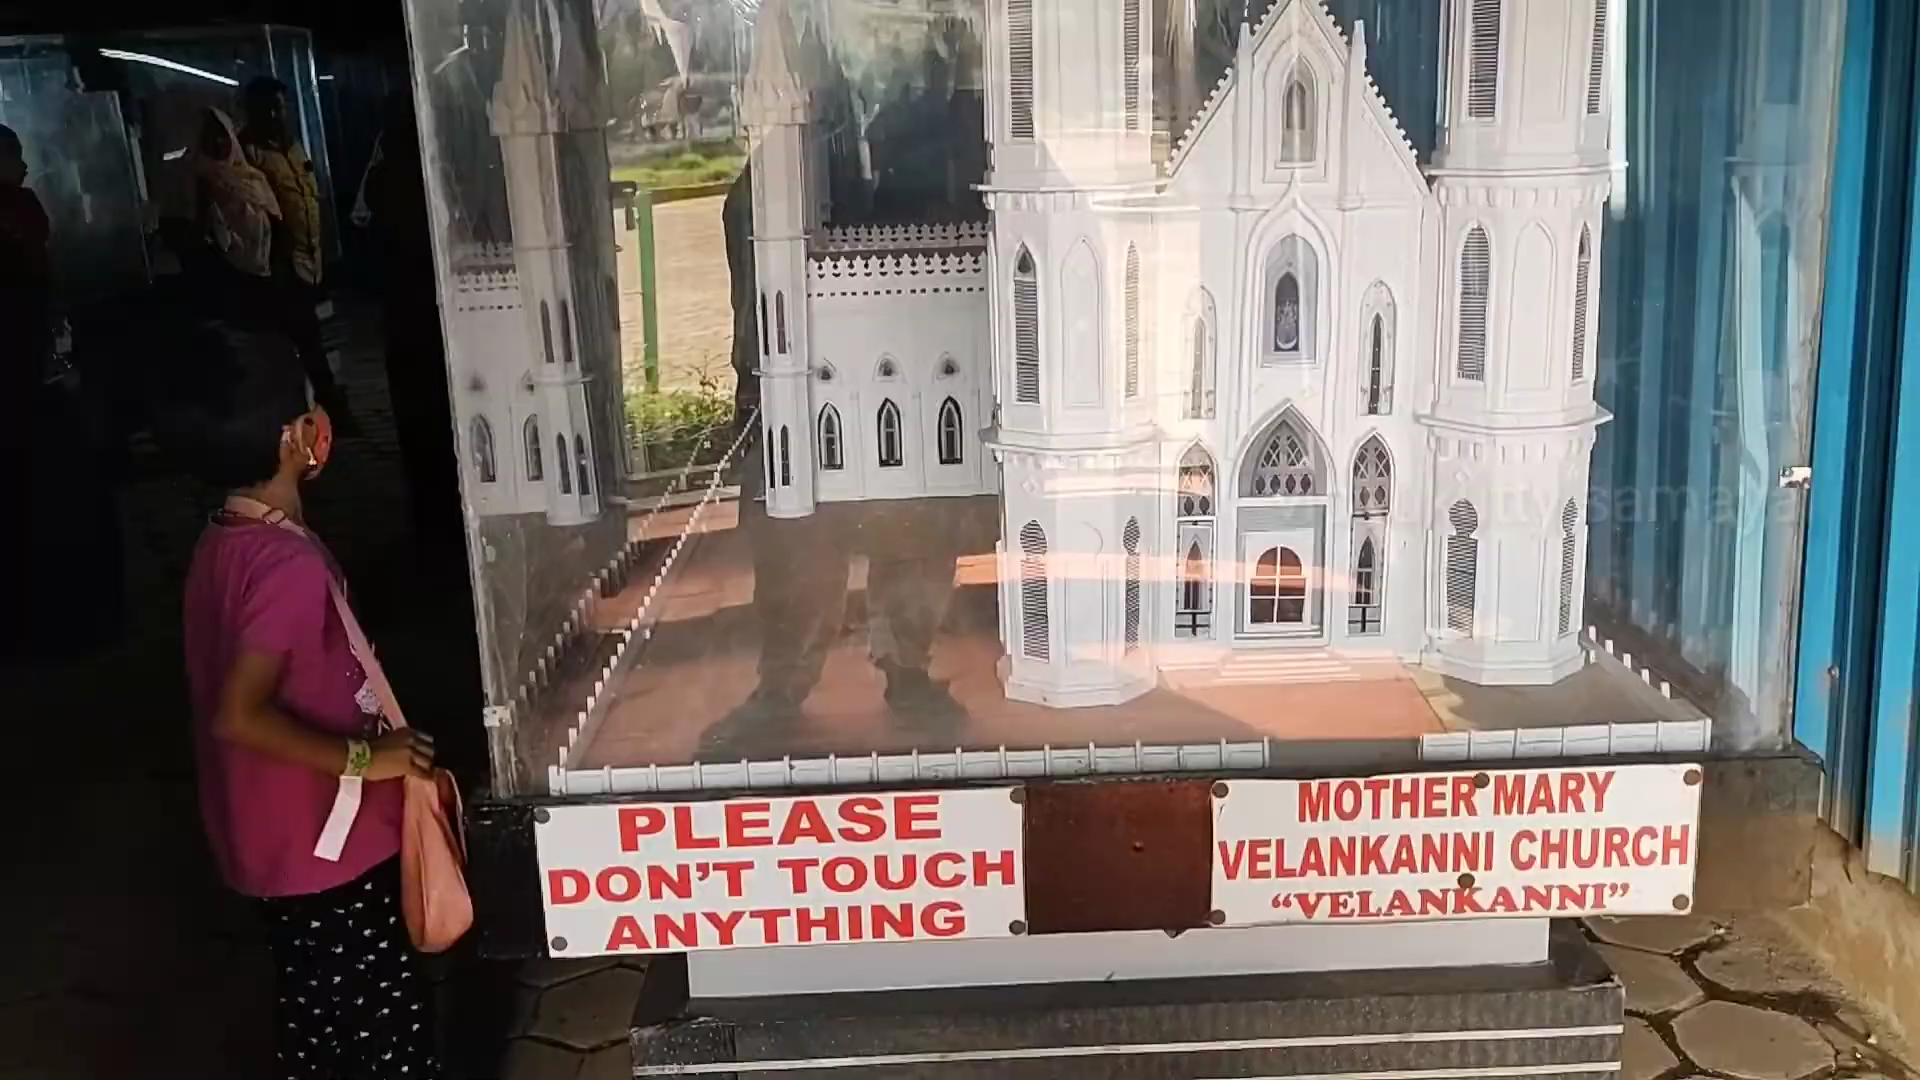 PLEASE
DON'T TOUCH
ANYTHING
MOTHER MARY
VELANKANNI CHURCH
"VELANKANNI"